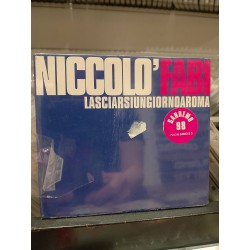 NICCOLO' FABI
LASCIARSIUNGIORNOAROMA
SANREMO
98